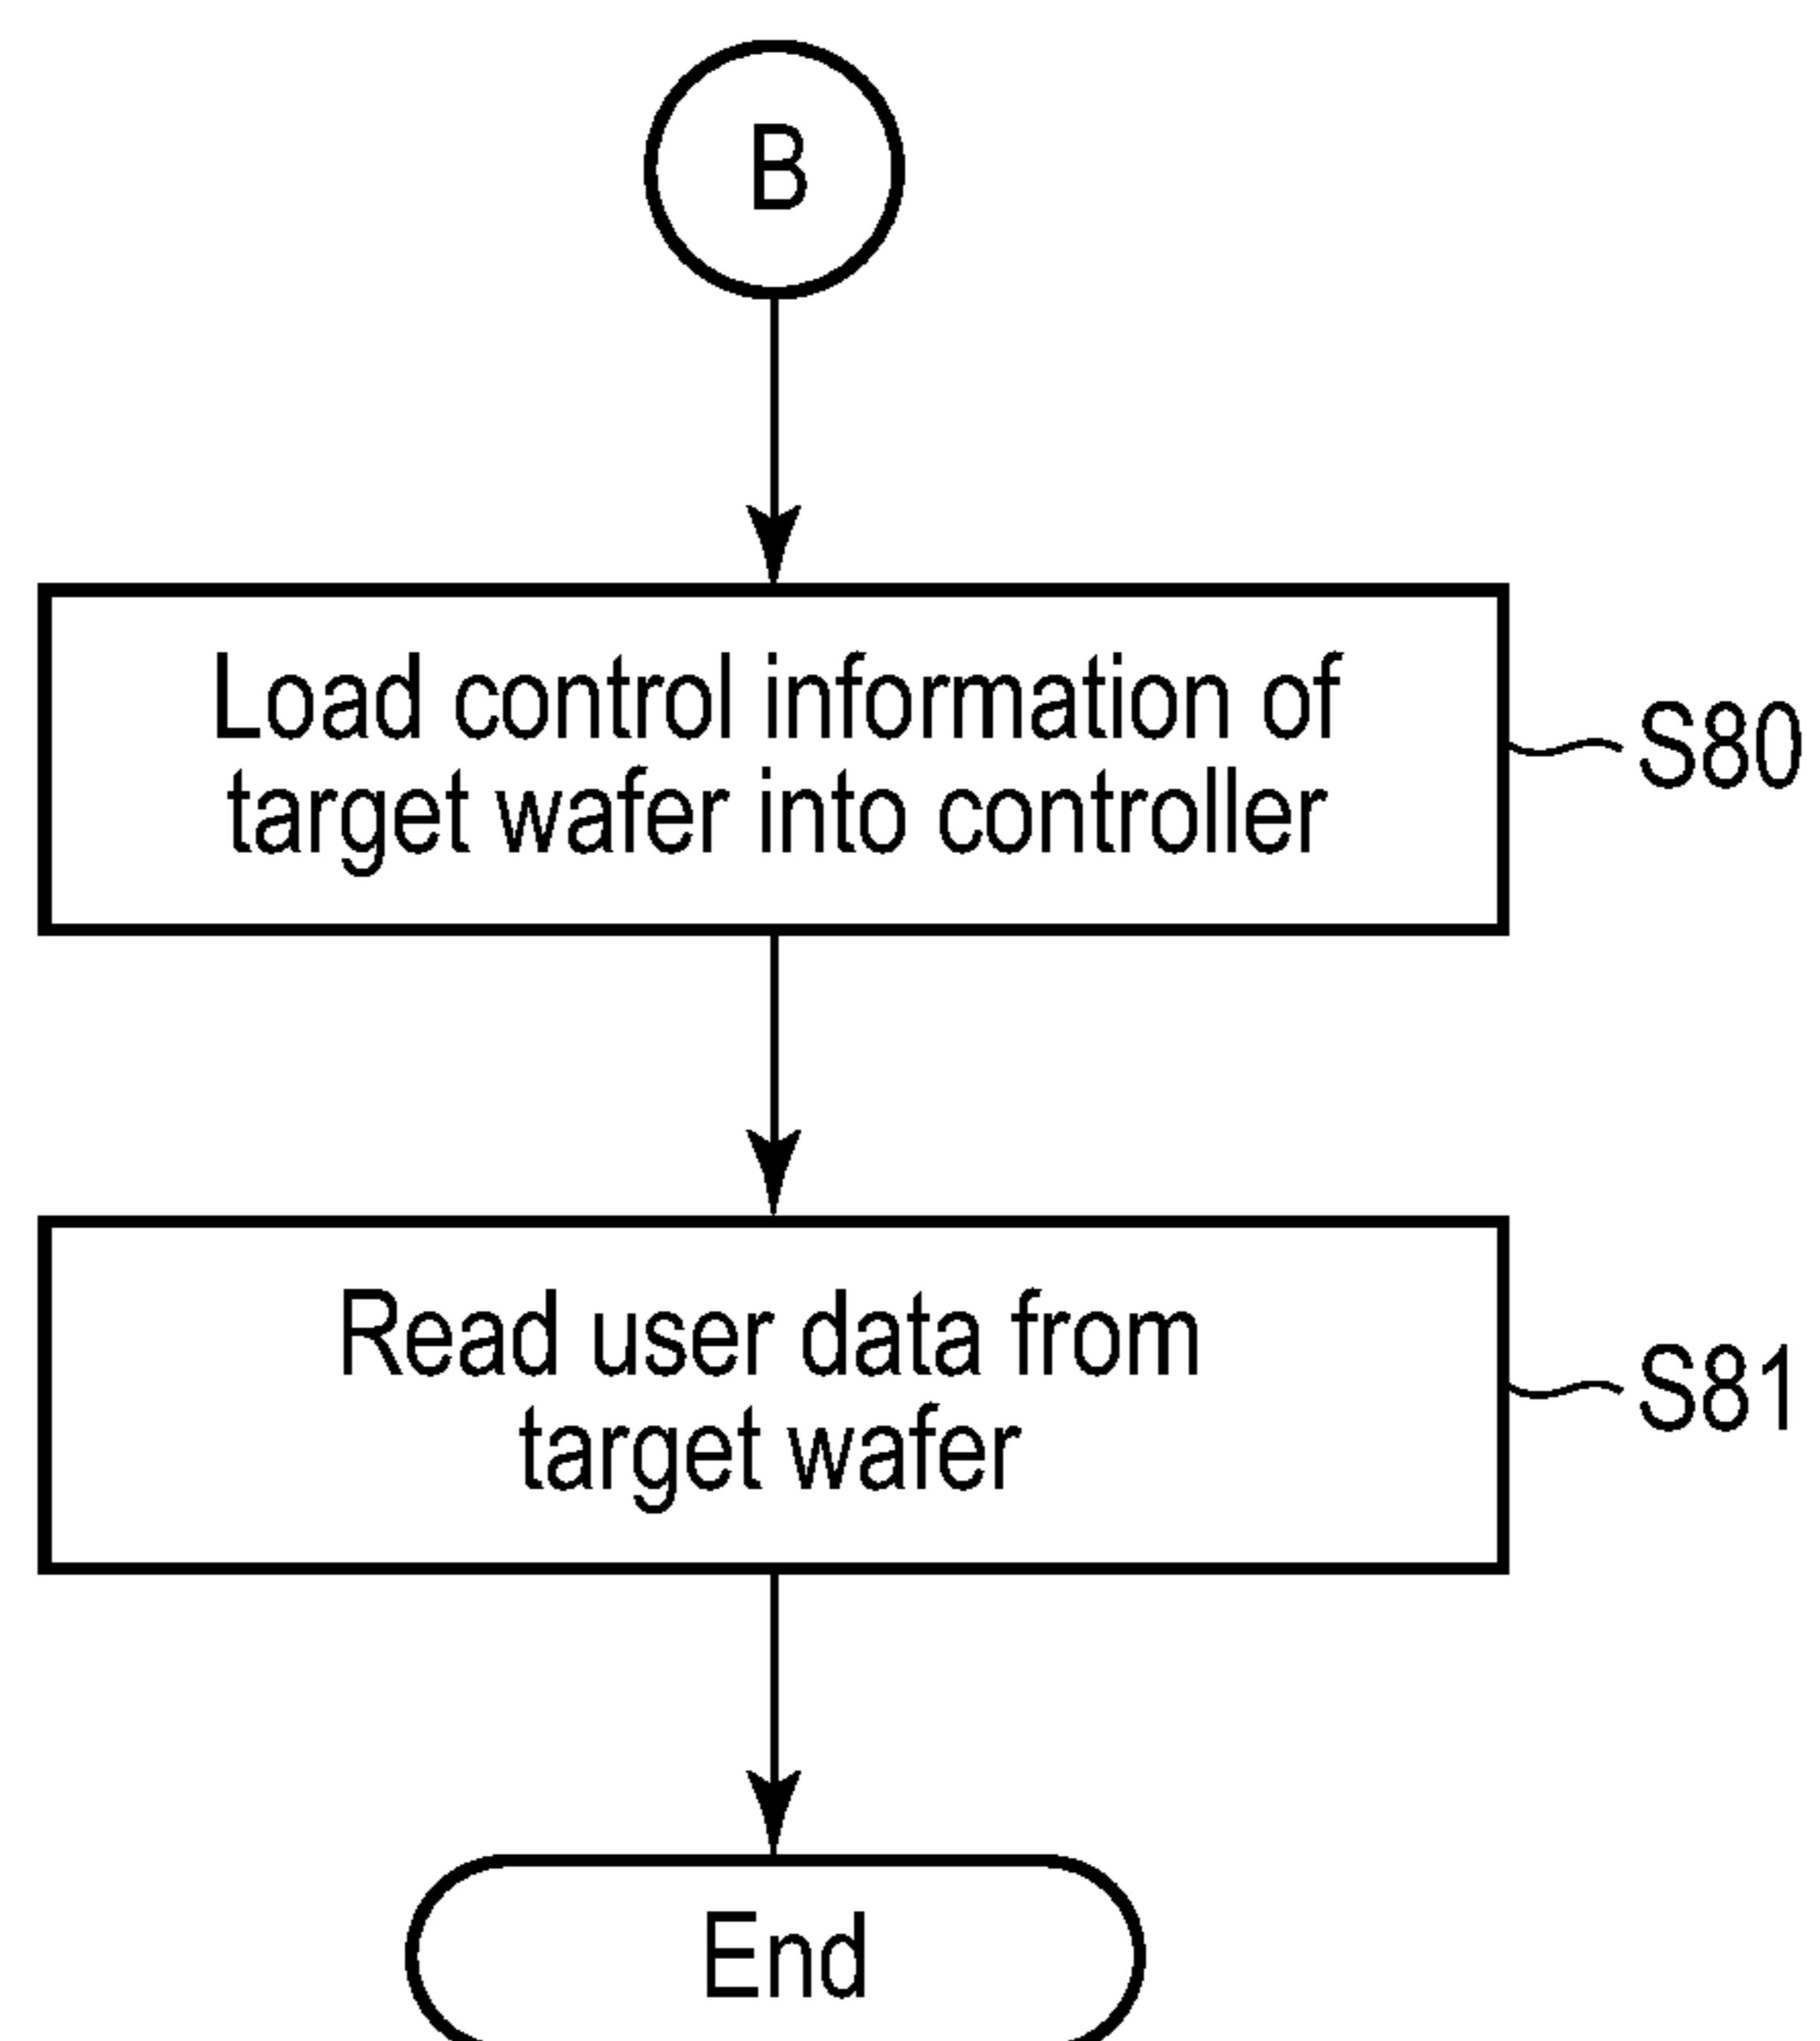 B
Load control information of
target wafer into controller
S80
Read user data from
target wafer
S81
End